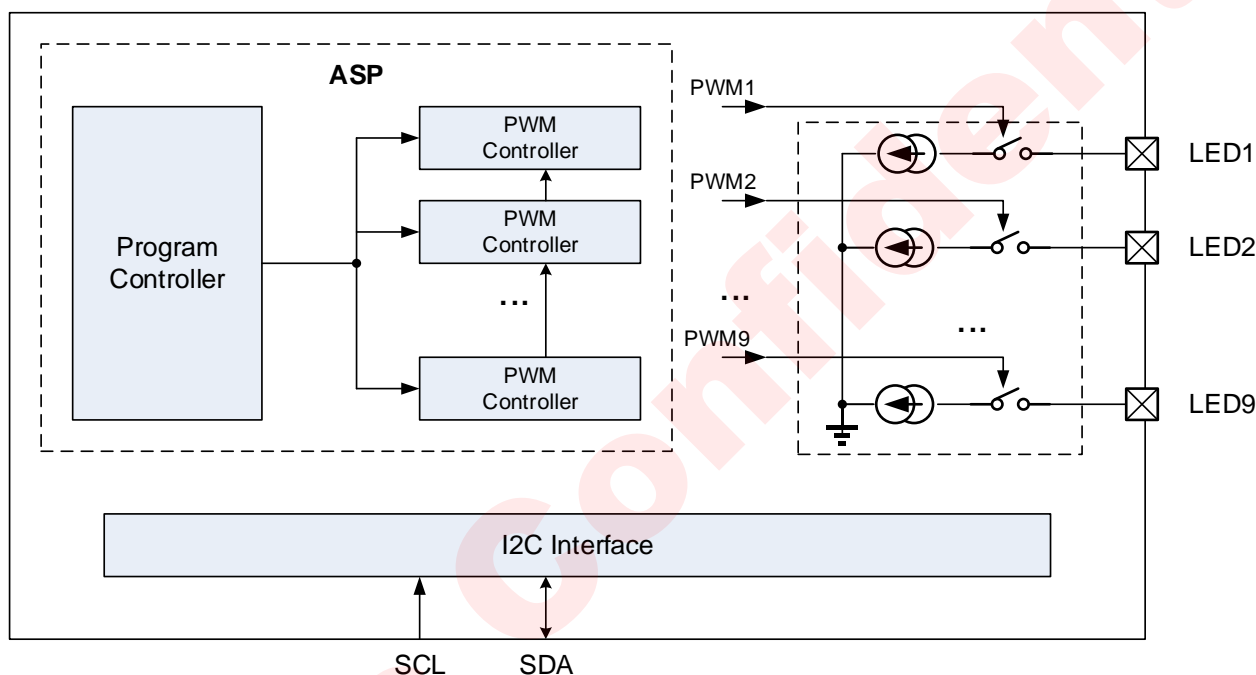 ASP
Program
Controller
PWM
Controller
PWM
Controller
...
PWM
Controller
PWM1
PWM2
...
PWM9
...
LED1
LED2
LED9
I2C Interface
SCL
SDA
Confident